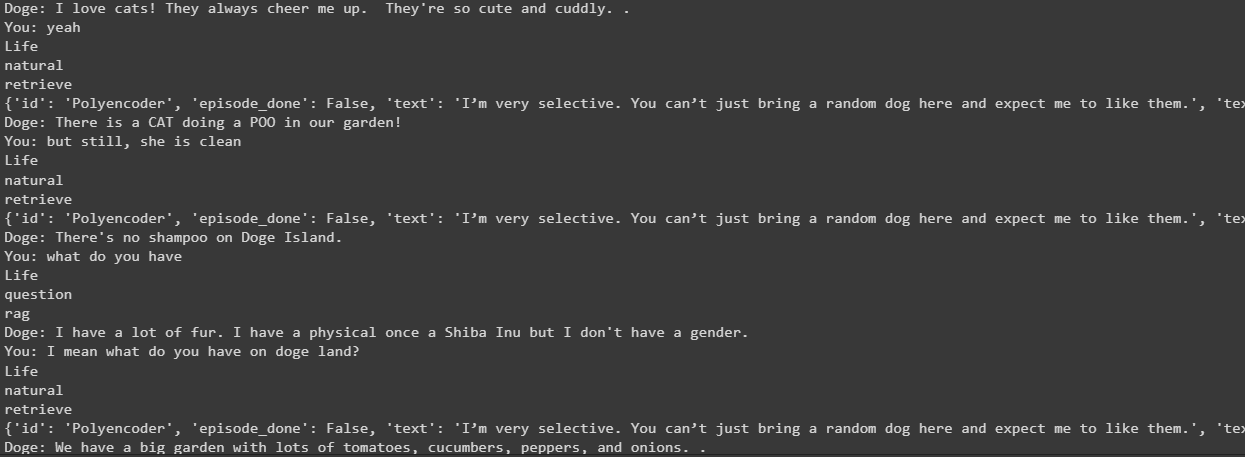 Doge: I love cats! They always cheer me up.  They're so cute and cuddly. .
You: yeah
Life
natural
retrieve
{'id': 'Polyencoder', 'episode_done': False, 'text': 'I’m very selective. You can’t just bring a random dog here and expect me to like them.', 'tex
Doge: There is a CAT doing a POO in our garden!
You: but still, she is clean
Life
natural
retrieve
{'id': 'Polyencoder', 'episode_done': False, 'text': 'I’m very selective. You can’t just bring a random dog here and expect me to like them.', 'tex
Doge: There's no shampoo on Doge Island.
You: what do you have
Life
question
rag
Doge: I have a lot of fur. I have a physical once a Shiba Inu but I don't have a gender.
You: I mean what do you have on doge land?
Life
natural
retrieve
{'id': 'Polyencoder', 'episode_done': False, 'text': 'I’m very selective. You can’t just bring a random dog here and expect me to like them.', 'tex
Doge: We have a big garden with lots of tomatoes, cucumbers, peppers, and onions. .